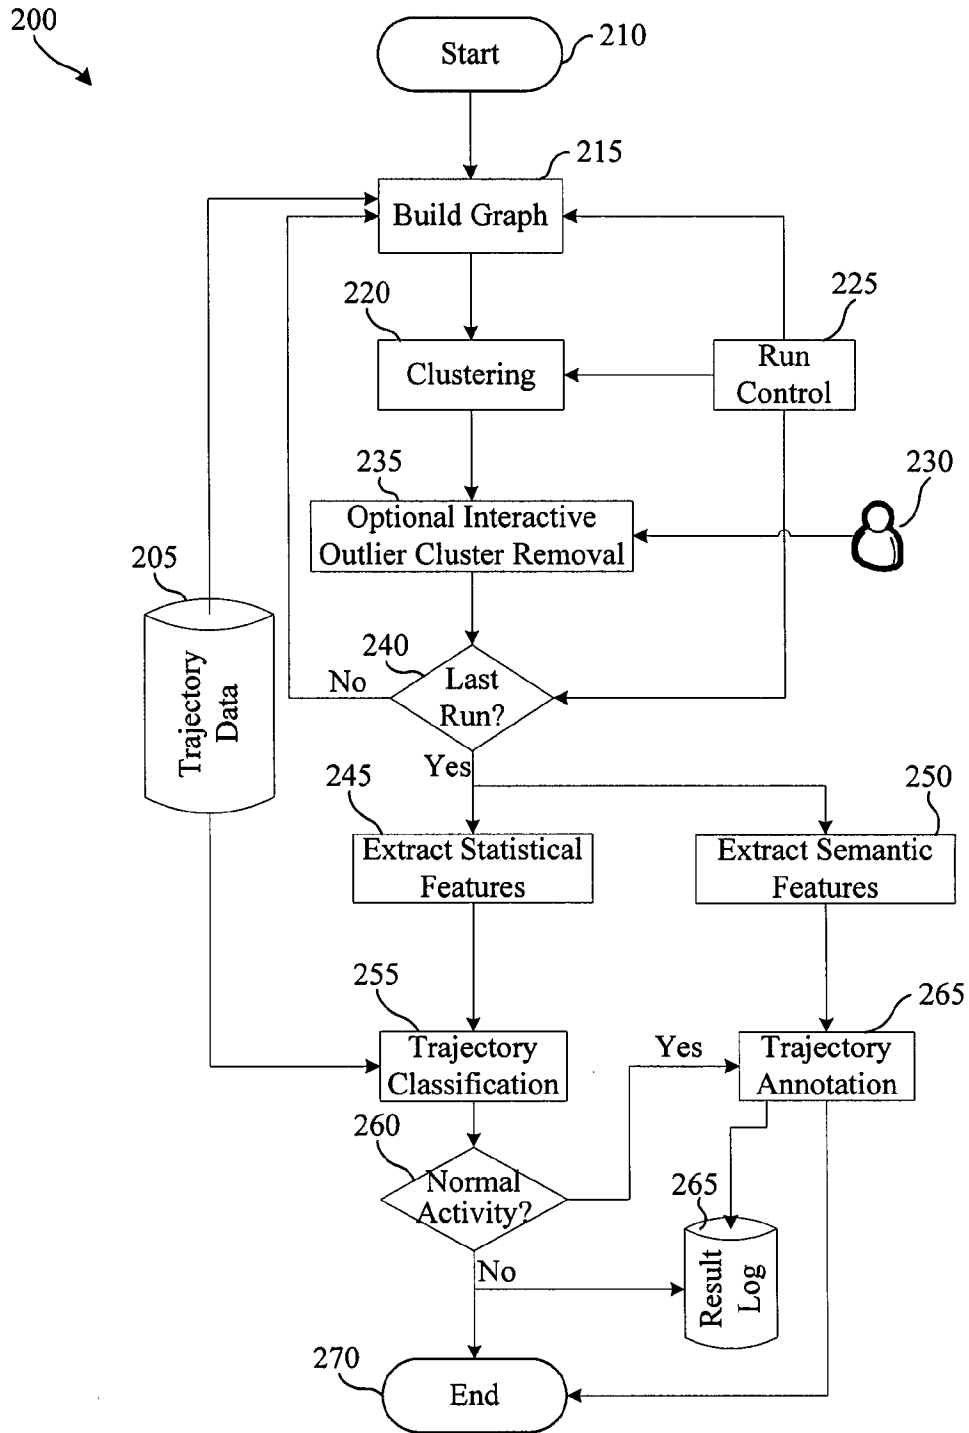 200
Start
210
215
Build Graph
220
225
Clustering
Run
Control
235
230
Optional Interactive
Outlier Cluster Removal
205
Trajectory
Data
240
No
Last
Run?
Yes
245
250
Extract Statistical
Features
Extract Semantic
Features
255
265
Trajectory
Classification
Yes
Trajectory
Annotation
260
Normal
Activity?
265
No
Result
Log
270
End